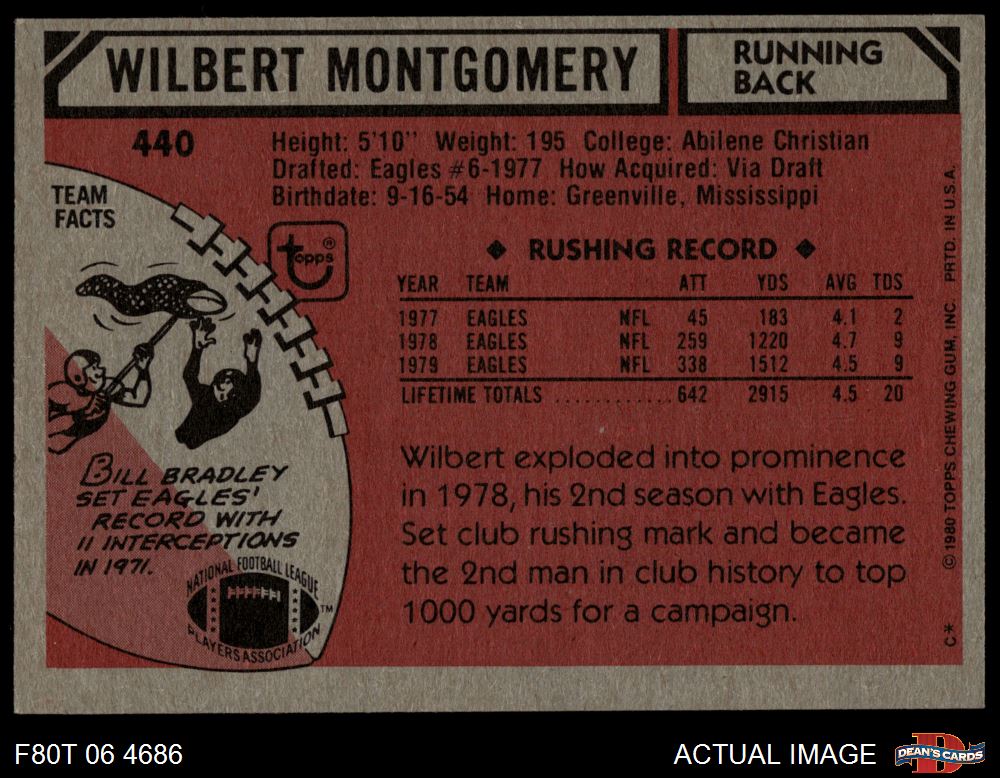 WILBERT MONTGOMERY
RUNNING
BACK
440
Height: 5'10" Weight: 195 College: Abilene Christian
Drafted: Eagles #6-1977 How Acquired: Via Draft
Birthdate: 9-16-54 Home: Greenville, Mississippi
TEAM
FACTS
topps®
◆ RUSHING RECORD ◆
YEAR TEAM ATT YDS AVG TDS
1977 EAGLES NFL 45 183 4.1 2
1978 EAGLES NFL 259 1220 4.7 9
1979 EAGLES NFL 338 1512 4.5 9
LIFETIME TOTALS ............ 642 2915 4.5 20
BILL BRADLEY
SET EAGLES'
RECORD WITH
11 INTERCEPTIONS
IN 1971.
NATIONAL FOOTBALL LEAGUE
PLAYERS ASSOCIATION
TM
Wilbert exploded into prominence
in 1978, his 2nd season with Eagles.
Set club rushing mark and became
the 2nd man in club history to top
1000 yards for a campaign.
C* © 1980 TOPPS CHEWING GUM, INC. PRTD. IN U.S.A.
F80T 06 4686
ACTUAL IMAGE
DEAN'S CARDS